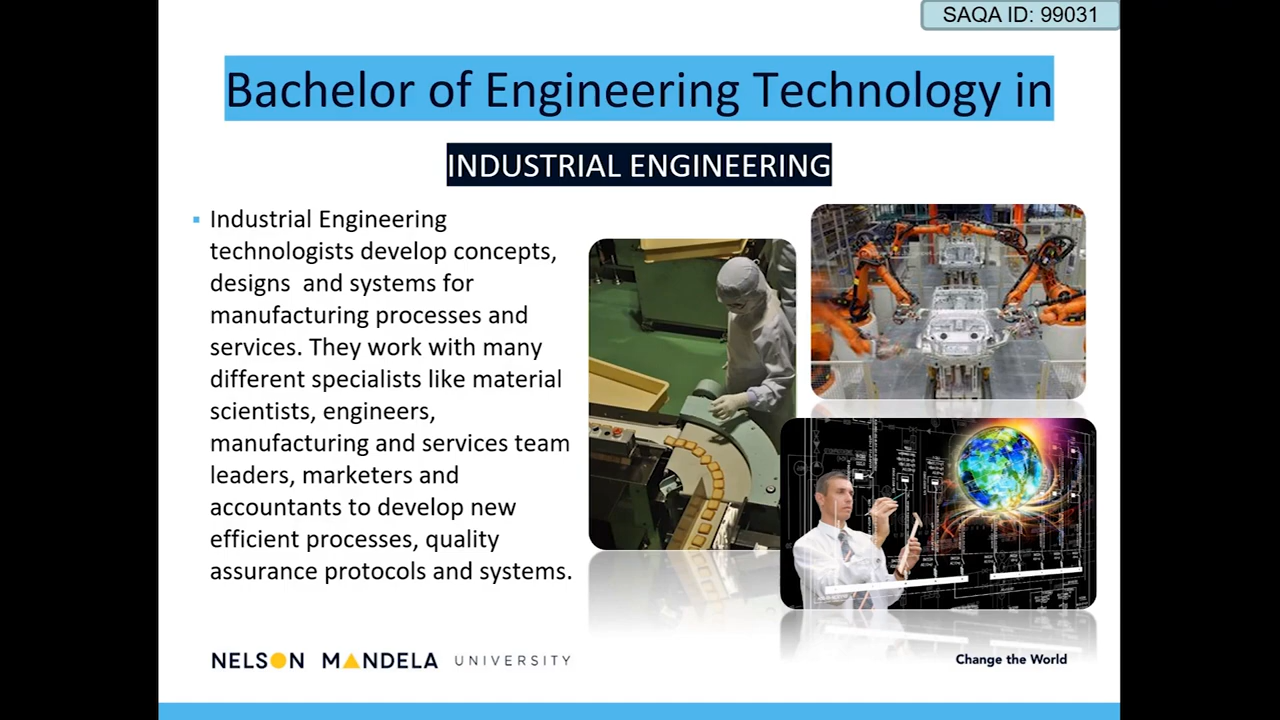 SAQA ID: 99031
Bachelor of Engineering Technology in
INDUSTRIAL ENGINEERING
▪ Industrial Engineering
technologists develop concepts,
designs  and systems for
manufacturing processes and
services. They work with many
different specialists like material
scientists, engineers,
manufacturing and services team
leaders, marketers and
accountants to develop new
efficient processes, quality
assurance protocols and systems.
NELSON MANDELA UNIVERSITY
Change the World